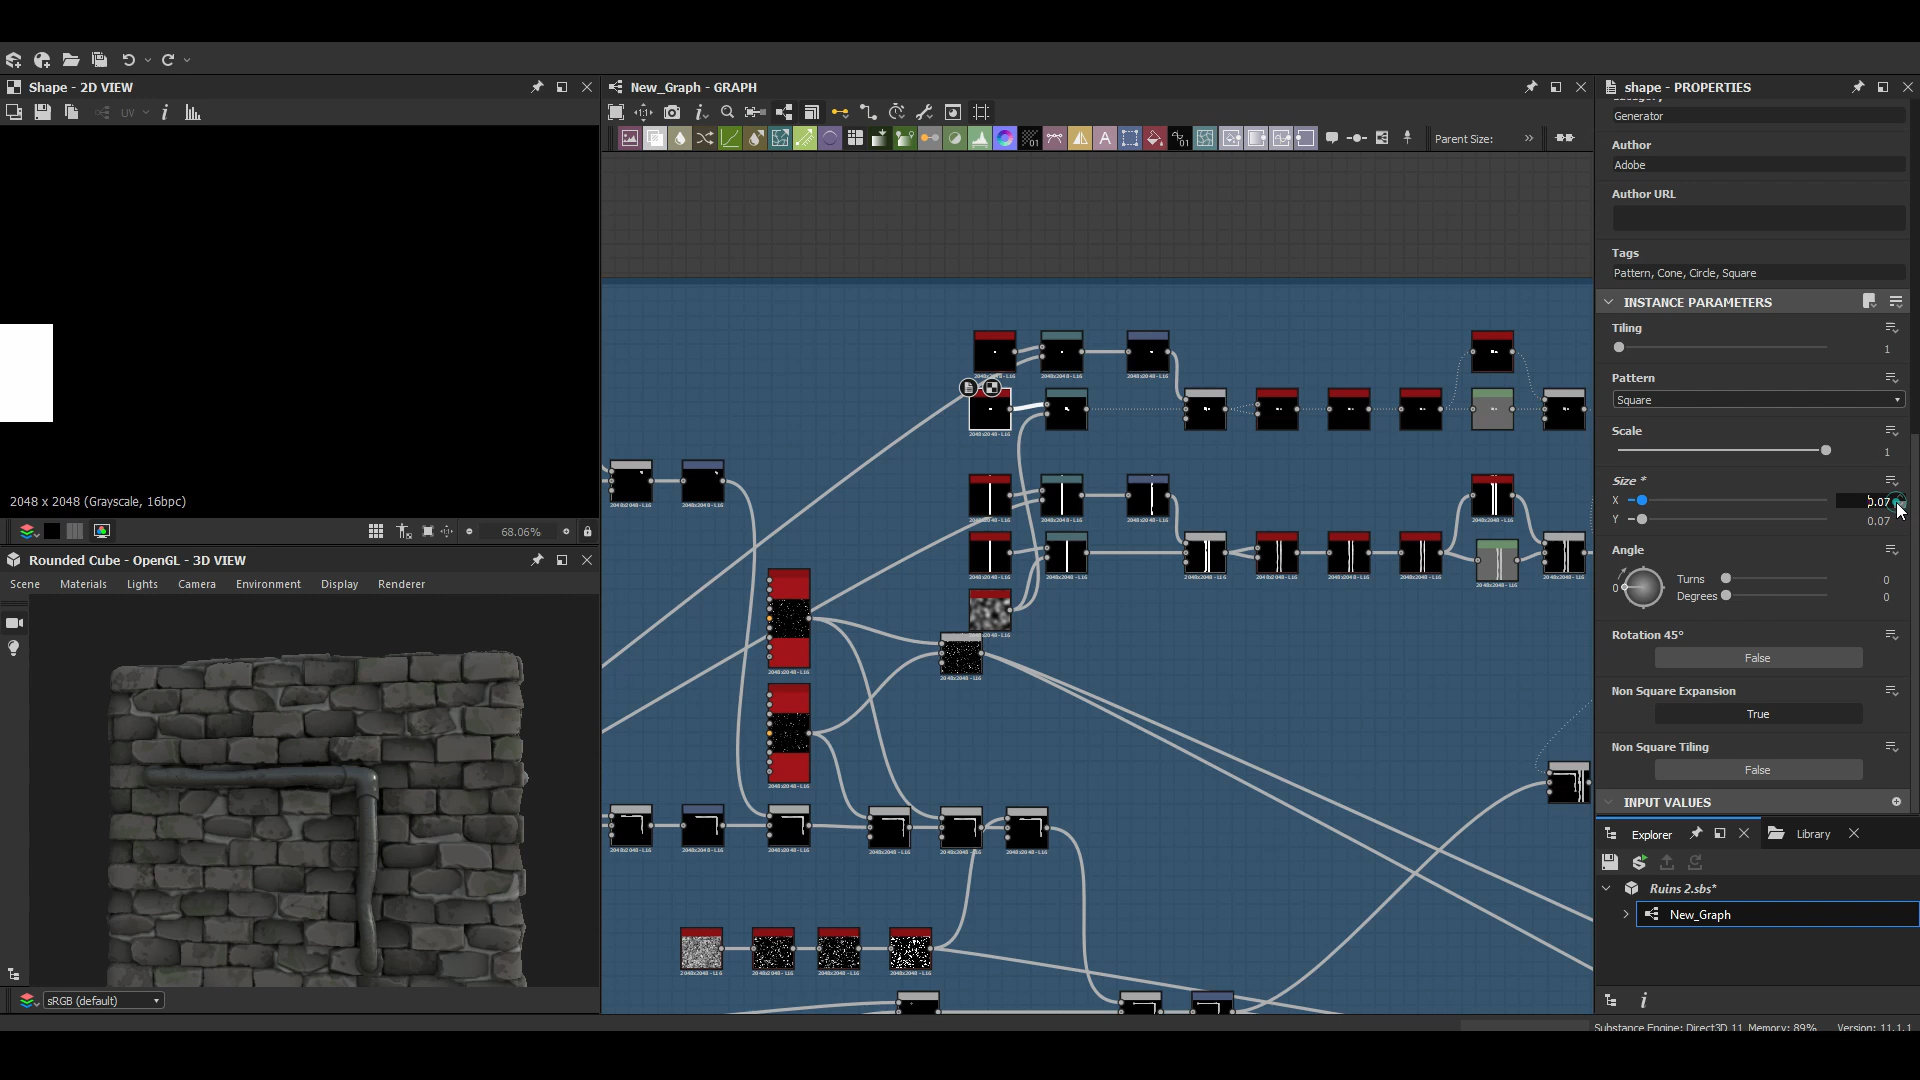 Shape - 2D VIEW
UV
2048 x 2048 (Grayscale, 16bpc)
68.06%
Rounded Cube - OpenGL - 3D VIEW
Scene Materials Lights Camera Environment Display Renderer
sRGB (default)
New_Graph - GRAPH
Parent Size:
shape - PROPERTIES
Generator
Author
Adobe
Author URL
Tags
Pattern, Cone, Circle, Square
INSTANCE PARAMETERS
Tiling
1
Pattern
Square
Scale
1
Size *
X 0.07
Y 0.07
Angle
0 Turns 0
Degrees 0
Rotation 45°
False
Non Square Expansion
True
Non Square Tiling
False
INPUT VALUES
Explorer Library
Ruins 2.sbs*
New_Graph
Substance Engine: Direct3D 11 Memory: 89% Version: 11.1.1